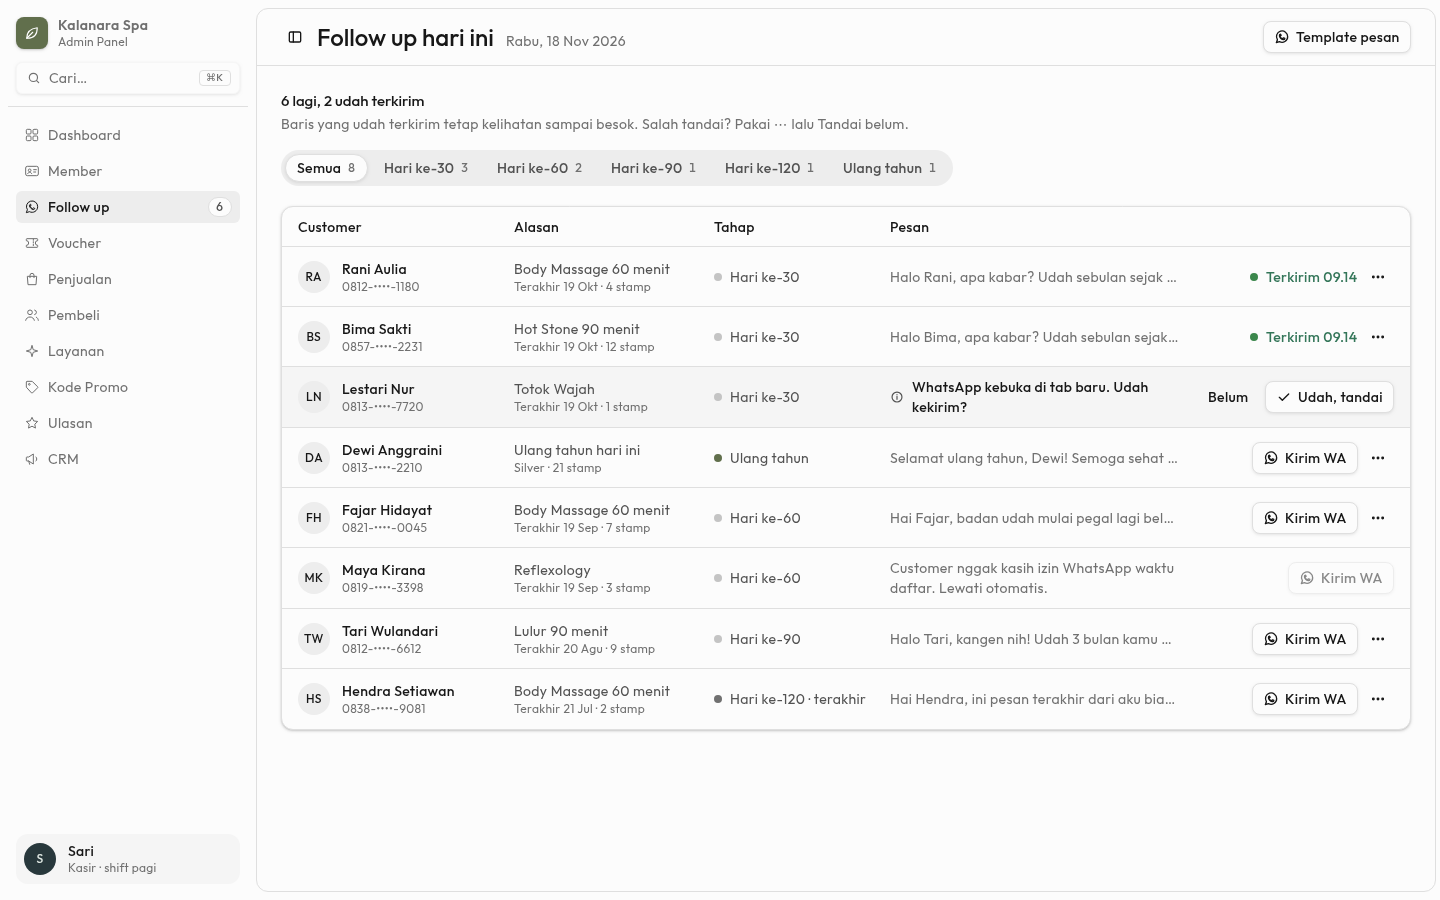 Kalanara Spa
Admin Panel
Cari...
⌘K
Dashboard
Member
Follow up 6
Voucher
Penjualan
Pembeli
Layanan
Kode Promo
Ulasan
CRM
Sari
Kasir · shift pagi
S
Follow up hari ini Rabu, 18 Nov 2026
Template pesan
6 lagi, 2 udah terkirim
Baris yang udah terkirim tetap kelihatan sampai besok. Salah tandai? Pakai ··· lalu Tandai belum.
Semua 8 Hari ke-30 3 Hari ke-60 2 Hari ke-90 1 Hari ke-120 1 Ulang tahun 1
Customer Alasan Tahap Pesan
RA Rani Aulia Body Massage 60 menit Hari ke-30 Halo Rani, apa kabar? Udah sebulan sejak ... Terkirim 09.14
0812-••••-1180 Terakhir 19 Okt · 4 stamp
BS Bima Sakti Hot Stone 90 menit Hari ke-30 Halo Bima, apa kabar? Udah sebulan sejak... Terkirim 09.14
0857-••••-2231 Terakhir 19 Okt · 12 stamp
LN Lestari Nur Totok Wajah Hari ke-30 WhatsApp kebuka di tab baru. Udah Belum Udah, tandai
0813-••••-7720 Terakhir 19 Okt · 1 stamp kekirim?
DA Dewi Anggraini Ulang tahun hari ini Ulang tahun Selamat ulang tahun, Dewi! Semoga sehat ... Kirim WA
0813-••••-2210 Silver · 21 stamp
FH Fajar Hidayat Body Massage 60 menit Hari ke-60 Hai Fajar, badan udah mulai pegal lagi bel... Kirim WA
0821-••••-0045 Terakhir 19 Sep · 7 stamp
MK Maya Kirana Reflexology Hari ke-60 Customer nggak kasih izin WhatsApp waktu Kirim WA
0819-••••-3398 Terakhir 19 Sep · 3 stamp daftar. Lewati otomatis.
TW Tari Wulandari Lulur 90 menit Hari ke-90 Halo Tari, kangen nih! Udah 3 bulan kamu ... Kirim WA
0812-••••-6612 Terakhir 20 Agu · 9 stamp
HS Hendra Setiawan Body Massage 60 menit Hari ke-120 · terakhir Hai Hendra, ini pesan terakhir dari aku bia... Kirim WA
0838-••••-9081 Terakhir 21 Jul · 2 stamp